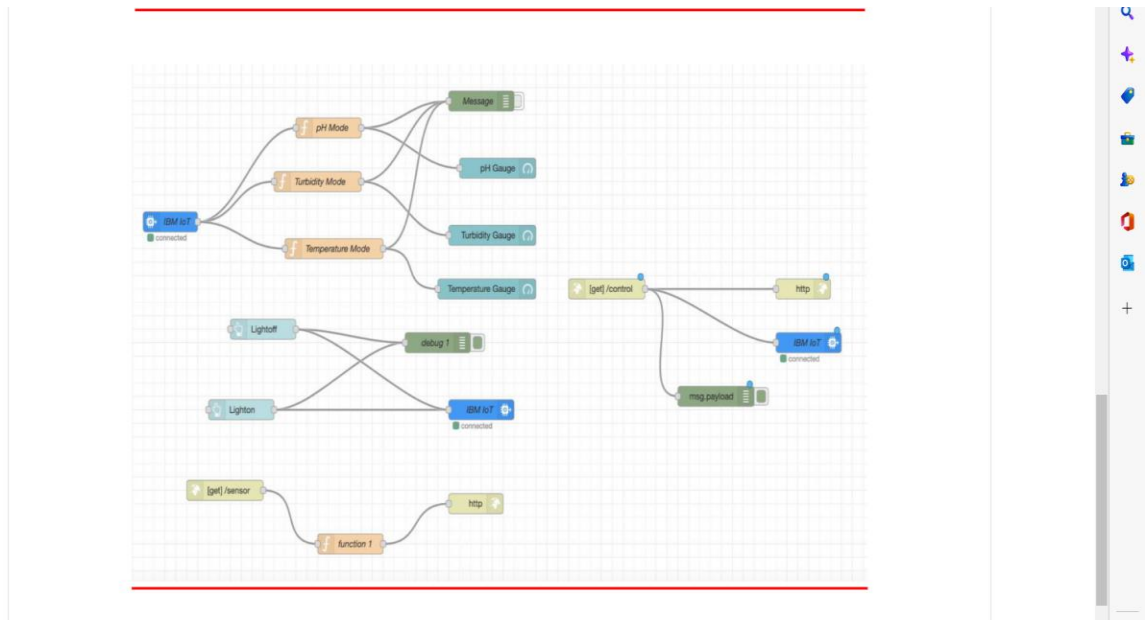 Message
pH Mode
pH Gauge
Turbidity Mode
IBM IoT
connected
Turbidity Gauge
Temperature Mode
Temperature Gauge
[get] /control
http
Lightoff
debug 1
IBM IoT
connected
msg.payload
Lighton
IBM IoT
connected
[get] /sensor
http
function 1